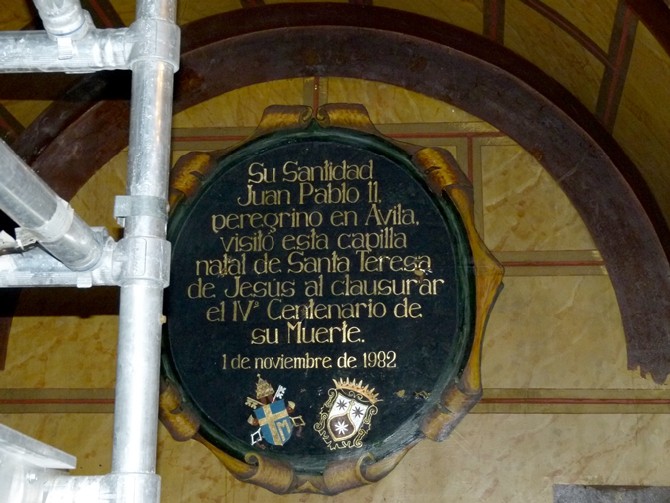 Su Santidad
Juan Pablo II,
peregrino en Avila,
visitó esta capilla
natal de Santa Teresa
de Jesús al clausurar
el IVº Centenario de
su Muerte.
1 de noviembre de 1982
M